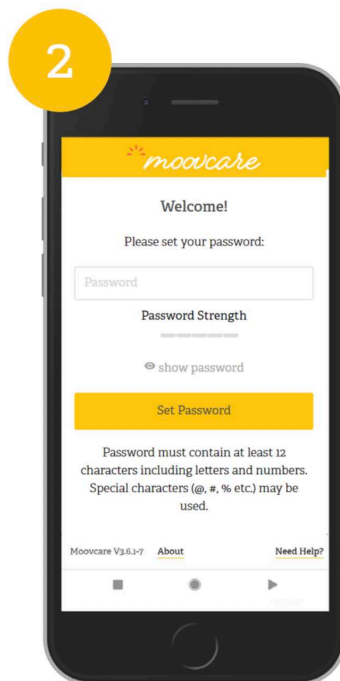 2
moovcare
Welcome!
Please set your password:
Password
Password Strength
show password
Set Password
Password must contain at least 12
characters including letters and numbers.
Special characters (@, #, % etc.) may be
used.
Moovcare V3.6.1-7 About Need Help?